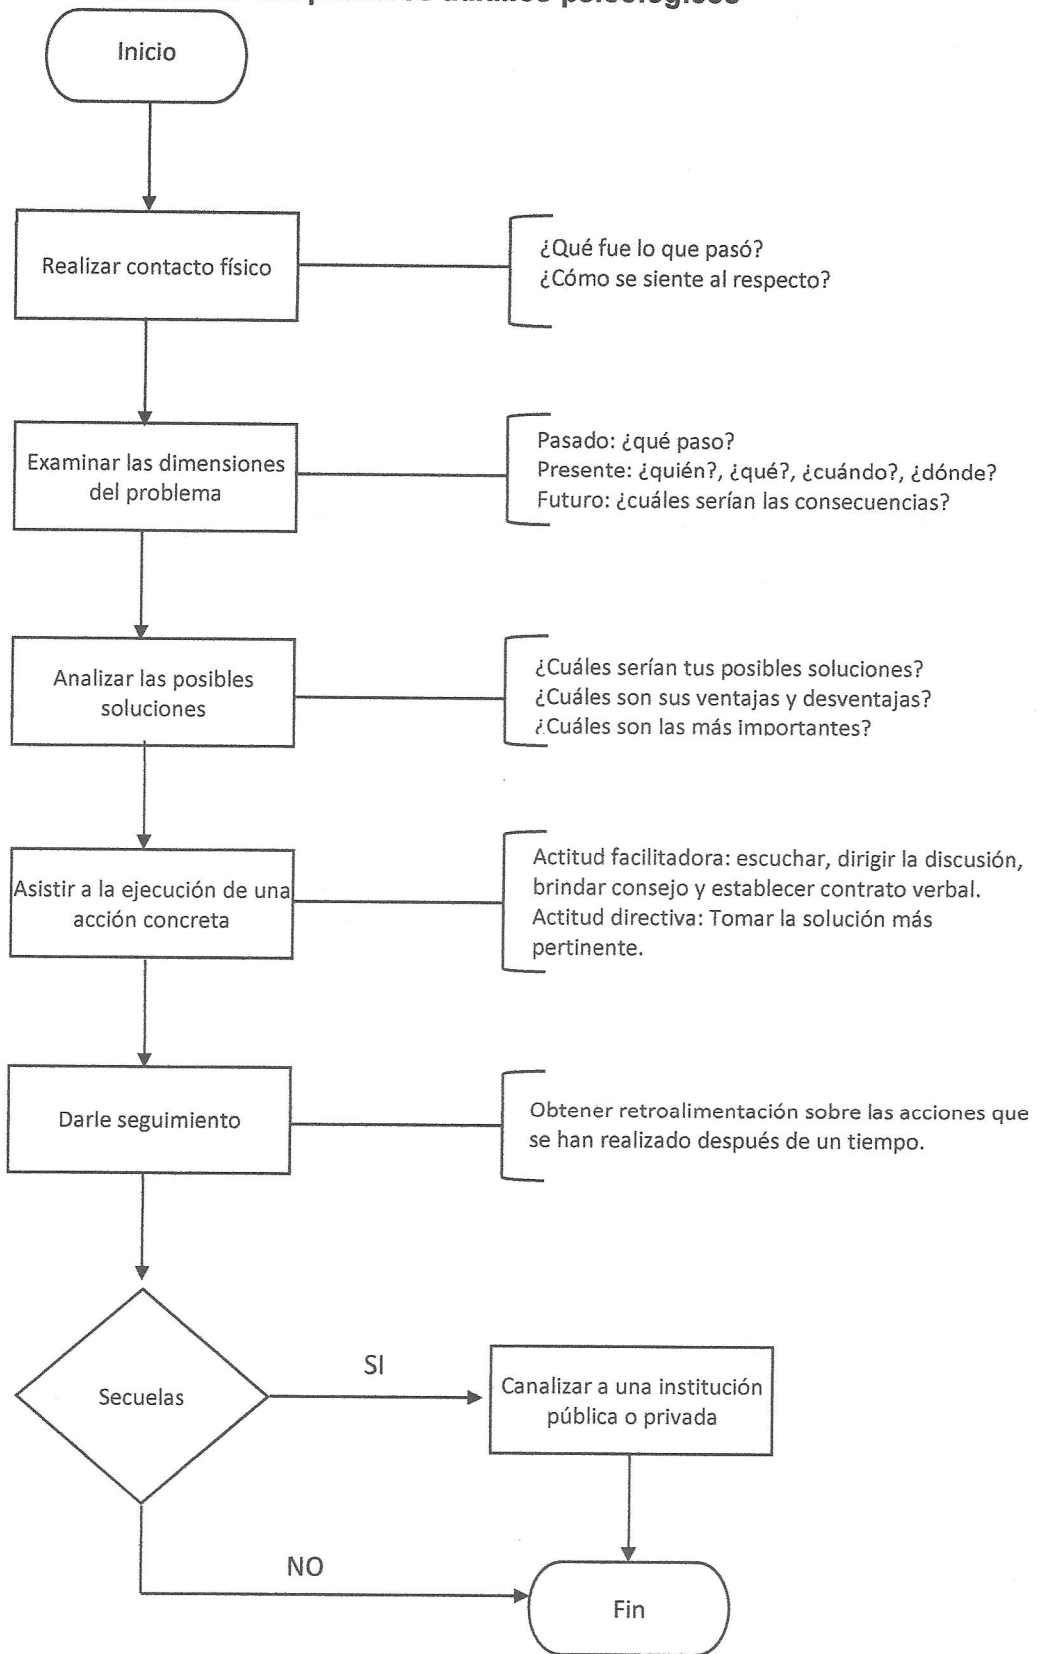 auxilios psicológicos
Inicio
Realizar contacto físico
¿Qué fue lo que pasó?
¿Cómo se siente al respecto?
Examinar las dimensiones
del problema
Pasado: ¿qué paso?
Presente: ¿quién?, ¿qué?, ¿cuándo?, ¿dónde?
Futuro: ¿cuáles serían las consecuencias?
Analizar las posibles
soluciones
¿Cuáles serían tus posibles soluciones?
¿Cuáles son sus ventajas y desventajas?
¿Cuáles son las más importantes?
Asistir a la ejecución de una
acción concreta
Actitud facilitadora: escuchar, dirigir la discusión,
brindar consejo y establecer contrato verbal.
Actitud directiva: Tomar la solución más
pertinente.
Darle seguimiento
Obtener retroalimentación sobre las acciones que
se han realizado después de un tiempo.
Secuelas
SI
Canalizar a una institución
pública o privada
NO
Fin